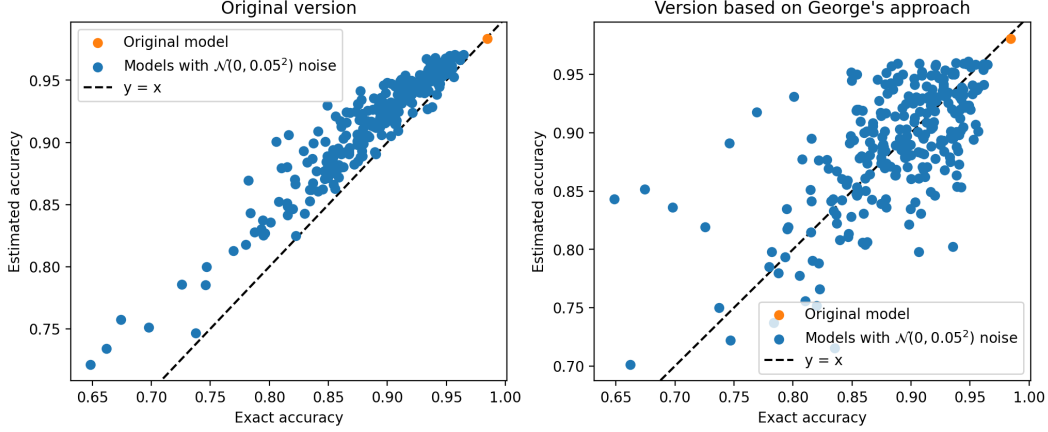 Original version
Original model
Models with 𝒩(0, 0.05²) noise
y = x
0.95
0.90
0.85
0.80
0.75
0.65 0.70 0.75 0.80 0.85 0.90 0.95 1.00
Exact accuracy
Estimated accuracy
Version based on George's approach
0.95
0.90
0.85
0.80
0.75
0.70
Original model
Models with 𝒩(0, 0.05²) noise
y = x
0.65 0.70 0.75 0.80 0.85 0.90 0.95 1.00
Exact accuracy
Estimated accuracy